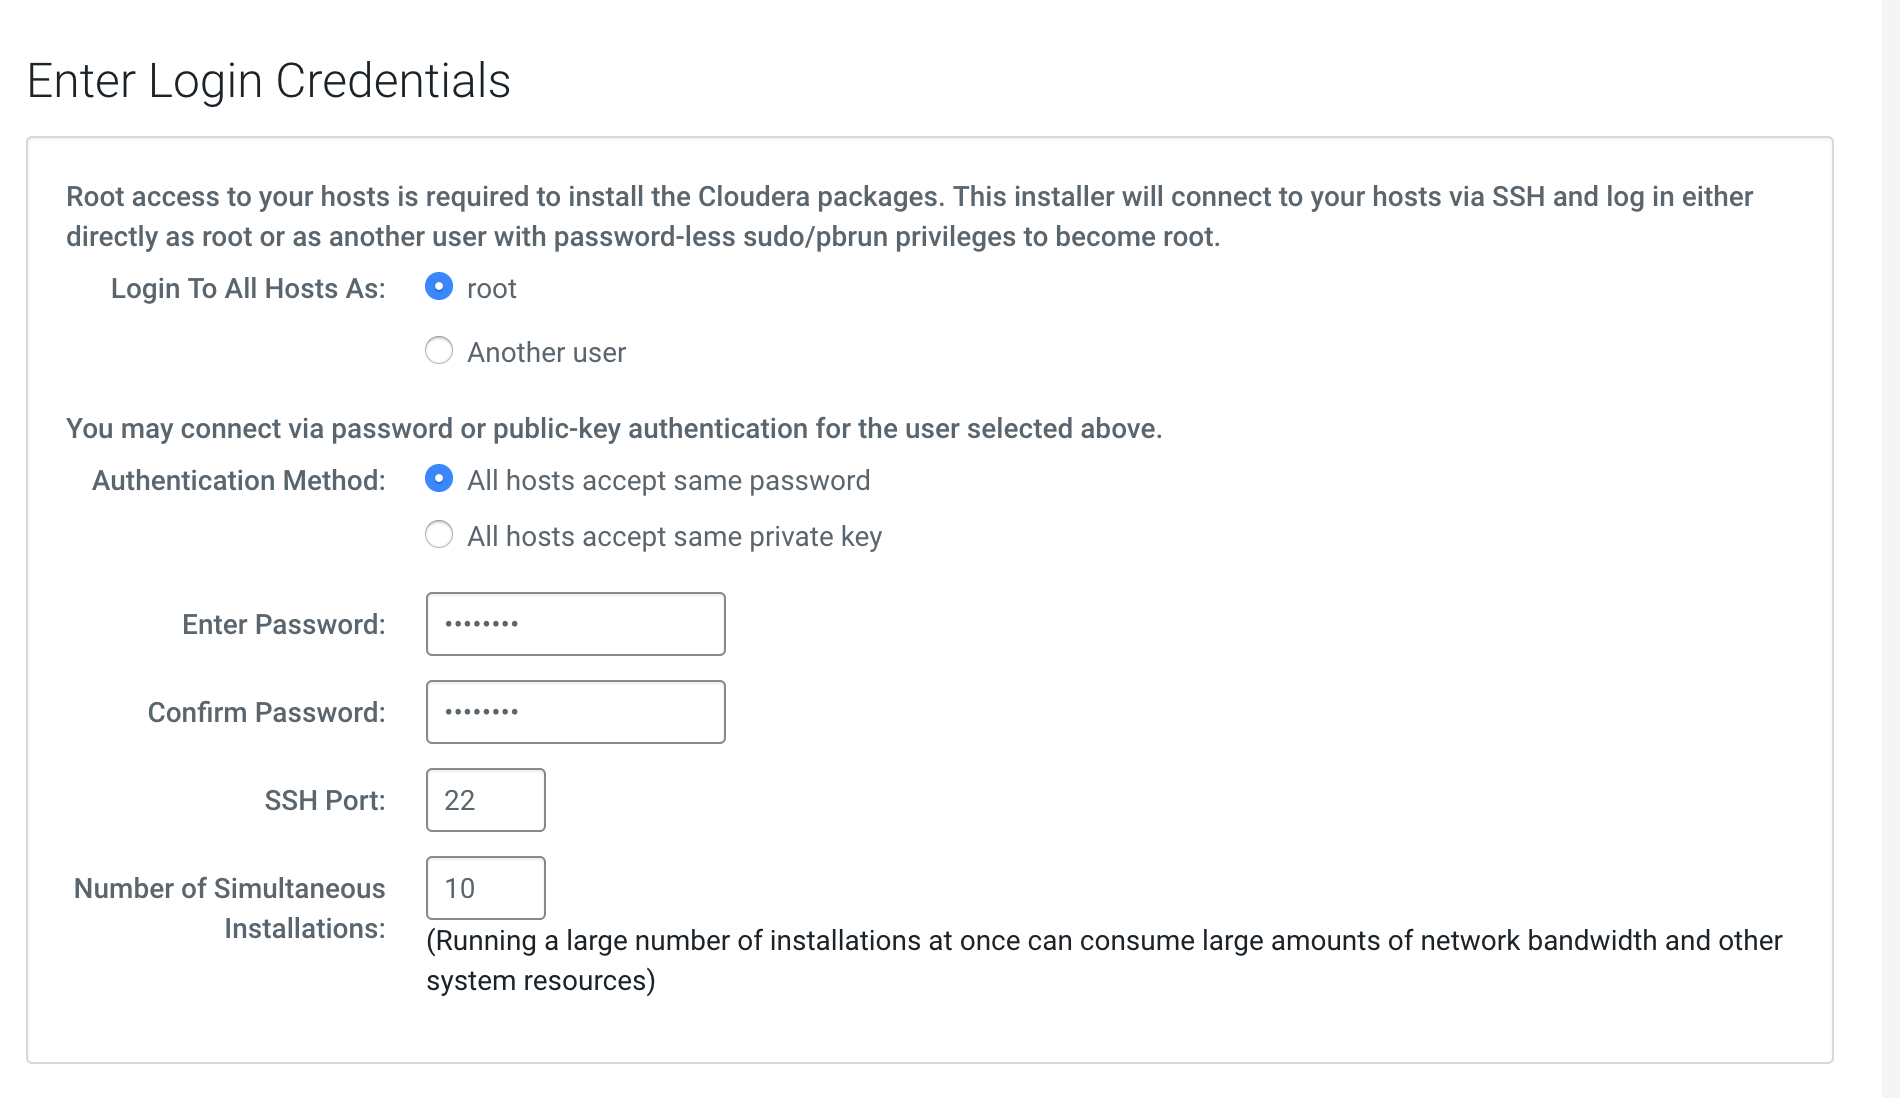 Enter Login Credentials
Root access to your hosts is required to install the Cloudera packages. This installer will connect to your hosts via SSH and log in either
directly as root or as another user with password-less sudo/pbrun privileges to become root.
Login To All Hosts As: root
Another user
You may connect via password or public-key authentication for the user selected above.
Authentication Method: All hosts accept same password
All hosts accept same private key
Enter Password: ••••••••
Confirm Password: ••••••••
SSH Port: 22
Number of Simultaneous 10
Installations:
(Running a large number of installations at once can consume large amounts of network bandwidth and other
system resources)